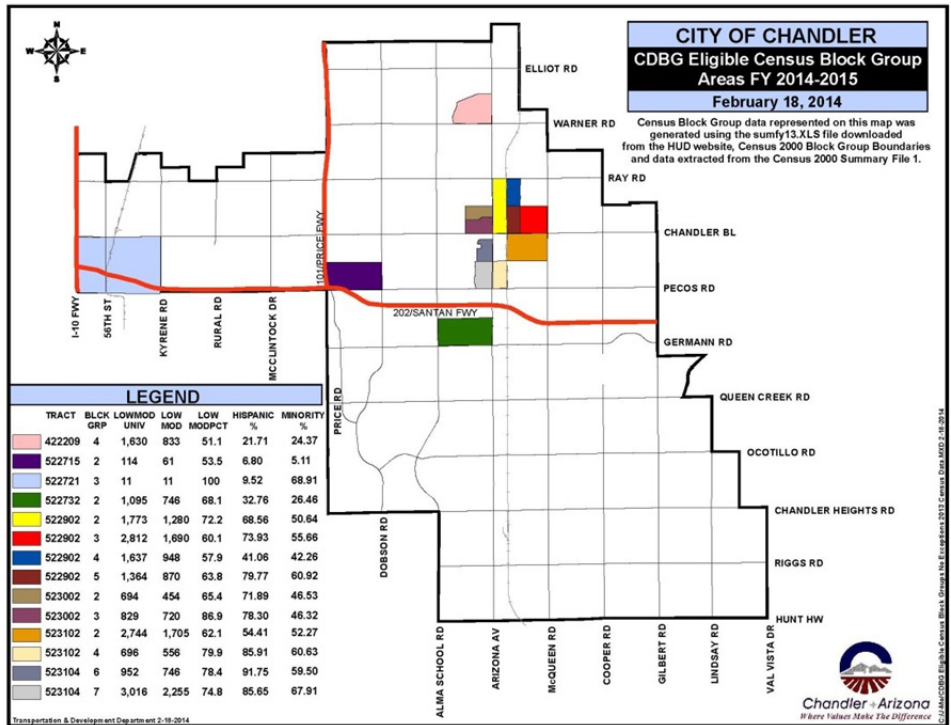 N
W E
S
CITY OF CHANDLER
CDBG Eligible Census Block Group
Areas FY 2014-2015
February 18, 2014
Census Block Group data represented on this map was
generated using the sumfy13.XLS file downloaded
from the HUD website, Census 2000 Block Group Boundaries
and data extracted from the Census 2000 Summary File 1.
ELLIOT RD
WARNER RD
RAY RD
CHANDLER BL
PECOS RD
GERMANN RD
QUEEN CREEK RD
OCOTILLO RD
CHANDLER HEIGHTS RD
RIGGS RD
HUNT HW
101/PRICE FWY
202/SANTAN FWY
I-10 FWY
56TH ST
KYRENE RD
RURAL RD
MCCLINTOCK DR
PRICE RD
DOBSON RD
ALMA SCHOOL RD
ARIZONA AV
McQUEEN RD
COOPER RD
GILBERT RD
LINDSAY RD
VAL VISTA DR
LEGEND
TRACT BLCK GRP LOWMOD UNIV LOW MOD LOW MODPCT HISPANIC % MINORITY %
422209 4 1,630 833 51.1 21.71 24.37
522715 2 114 61 53.5 6.80 5.11
522721 3 11 11 100 9.52 68.91
522732 2 1,095 746 68.1 32.76 26.46
522902 2 1,773 1,280 72.2 68.56 50.64
522902 3 2,812 1,690 60.1 73.93 55.66
522902 4 1,637 948 57.9 41.06 42.26
522902 5 1,364 870 63.8 79.77 60.92
523002 2 694 454 65.4 71.89 46.53
523002 3 829 720 86.9 78.30 46.32
523102 2 2,744 1,705 62.1 54.41 52.27
523102 4 696 556 79.9 85.91 60.63
523104 6 952 746 78.4 91.75 59.50
523104 7 3,016 2,255 74.8 85.65 67.91
Transportation & Development Department 2-18-2014
Chandler Arizona
Where Values Make The Difference
CDBG Eligible Census Block Groups No Exceptions 2013 Census Data.MXD 2-18-2014